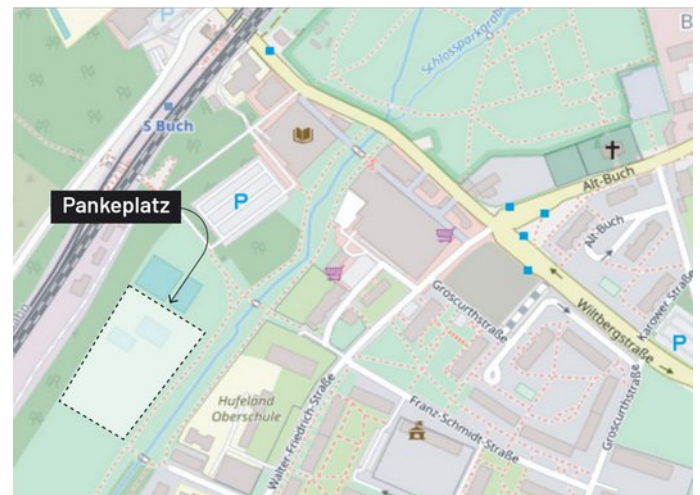 P
Schlossparkgraben
B
S Buch
Alt-Buch
Pankeplatz
P
Alt-Buch
Karower Straße
Groscurthstraße
Wiltbergstraße
P
Hufeland
Oberschule
Walter-Friedrich-Straße
Franz-Schmidt-Straße
Groscurthstraße